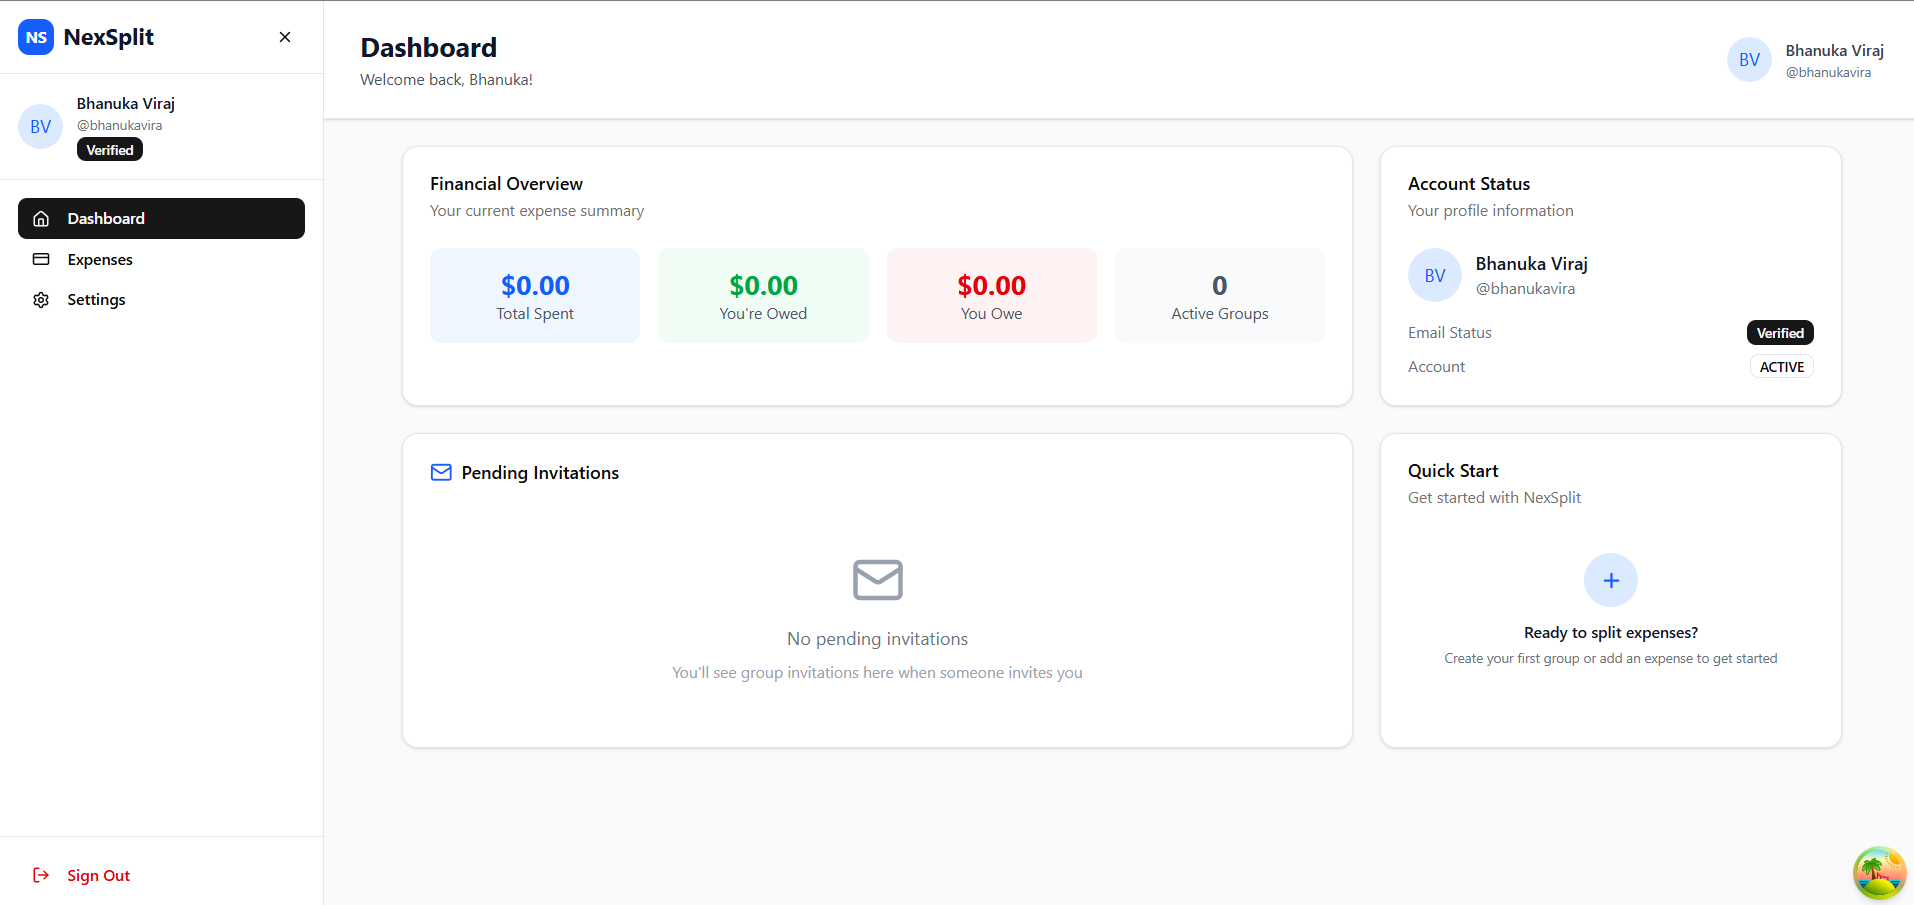 NS NexSplit
BV
Bhanuka Viraj
@bhanukavira
Verified
Dashboard
Expenses
Settings
Sign Out
Dashboard
Welcome back, Bhanuka!
BV
Bhanuka Viraj
@bhanukavira
Financial Overview
Your current expense summary
$0.00
Total Spent
$0.00
You're Owed
$0.00
You Owe
0
Active Groups
Account Status
Your profile information
BV
Bhanuka Viraj
@bhanukavira
Email Status Verified
Account ACTIVE
Pending Invitations
No pending invitations
You'll see group invitations here when someone invites you
Quick Start
Get started with NexSplit
Ready to split expenses?
Create your first group or add an expense to get started